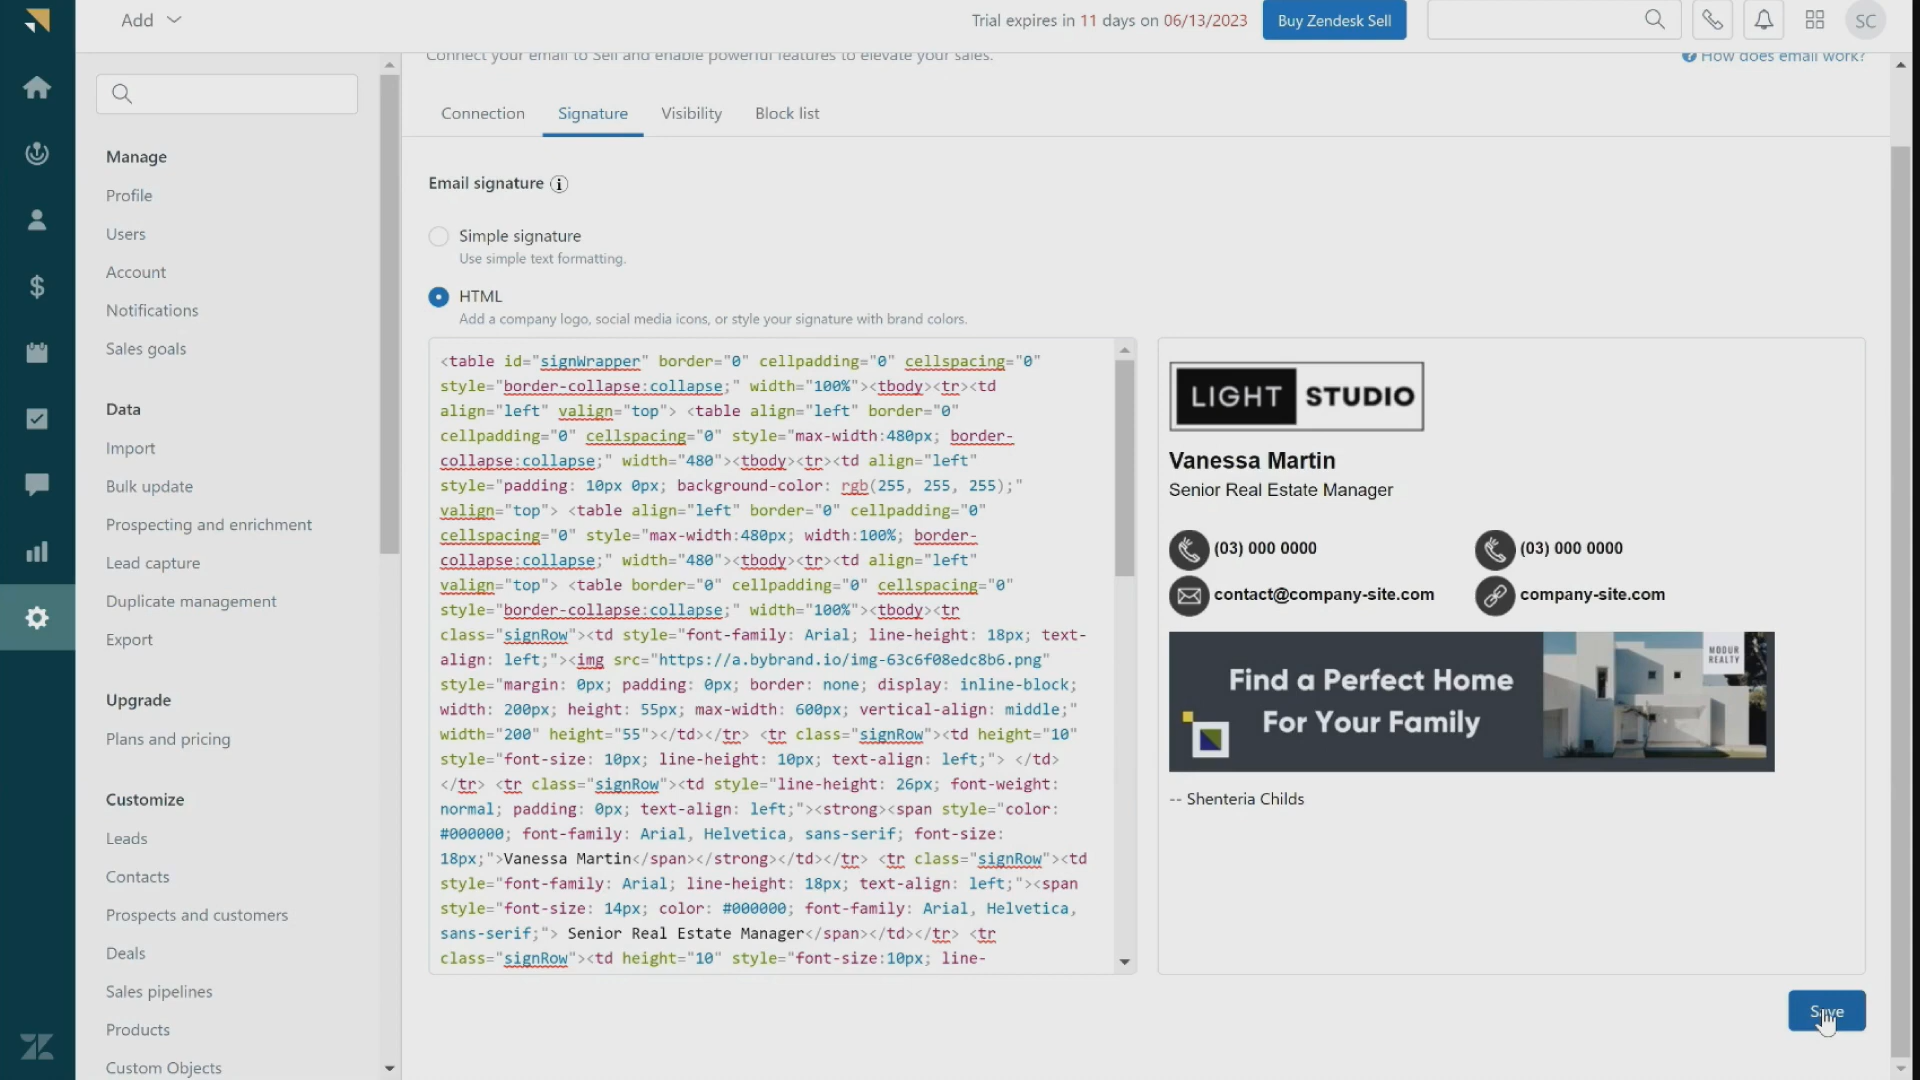 Add
Trial expires in 11 days on 06/13/2023
Buy Zendesk Sell
SC
Connect your email to Sell and enable powerful features to elevate your sales.
How does email work?
Connection
Signature
Visibility
Block list
Manage
Profile
Users
Account
Notifications
Sales goals
Data
Import
Bulk update
Prospecting and enrichment
Lead capture
Duplicate management
Export
Upgrade
Plans and pricing
Customize
Leads
Contacts
Prospects and customers
Deals
Sales pipelines
Products
Custom Objects
Email signature
Simple signature
Use simple text formatting.
HTML
Add a company logo, social media icons, or style your signature with brand colors.
<table id="signWrapper" border="0" cellpadding="0" cellspacing="0"
style="border-collapse:collapse;" width="100%"><tbody><tr><td
align="left" valign="top"> <table align="left" border="0"
cellpadding="0" cellspacing="0" style="max-width:480px; border-
collapse:collapse;" width="480"><tbody><tr><td align="left"
style="padding: 10px 0px; background-color: rgb(255, 255, 255);"
valign="top"> <table align="left" border="0" cellpadding="0"
cellspacing="0" style="max-width:480px; width:100%; border-
collapse:collapse;" width="480"><tbody><tr><td align="left"
valign="top"> <table border="0" cellpadding="0" cellspacing="0"
style="border-collapse:collapse;" width="100%"><tbody><tr
class="signRow"><td style="font-family: Arial; line-height: 18px; text-
align: left;"><img src="https://a.bybrand.io/img-63c6f08edc8b6.png"
style="margin: 0px; padding: 0px; border: none; display: inline-block;
width: 200px; height: 55px; max-width: 600px; vertical-align: middle;"
width="200" height="55"></td></tr> <tr class="signRow"><td height="10"
style="font-size: 10px; line-height: 10px; text-align: left;"> </td>
</tr> <tr class="signRow"><td style="line-height: 26px; font-weight:
normal; padding: 0px; text-align: left;"><strong><span style="color:
#000000; font-family: Arial, Helvetica, sans-serif; font-size:
18px;">Vanessa Martin</span></strong></td></tr> <tr class="signRow"><td
style="font-family: Arial; line-height: 18px; text-align: left;"><span
style="font-size: 14px; color: #000000; font-family: Arial, Helvetica,
sans-serif;"> Senior Real Estate Manager</span></td></tr> <tr
class="signRow"><td height="10" style="font-size:10px; line-
LIGHT STUDIO
Vanessa Martin
Senior Real Estate Manager
(03) 000 0000
(03) 000 0000
contact@company-site.com
company-site.com
Find a Perfect Home
For Your Family
MODUR
REALTY
-- Shenteria Childs
Save